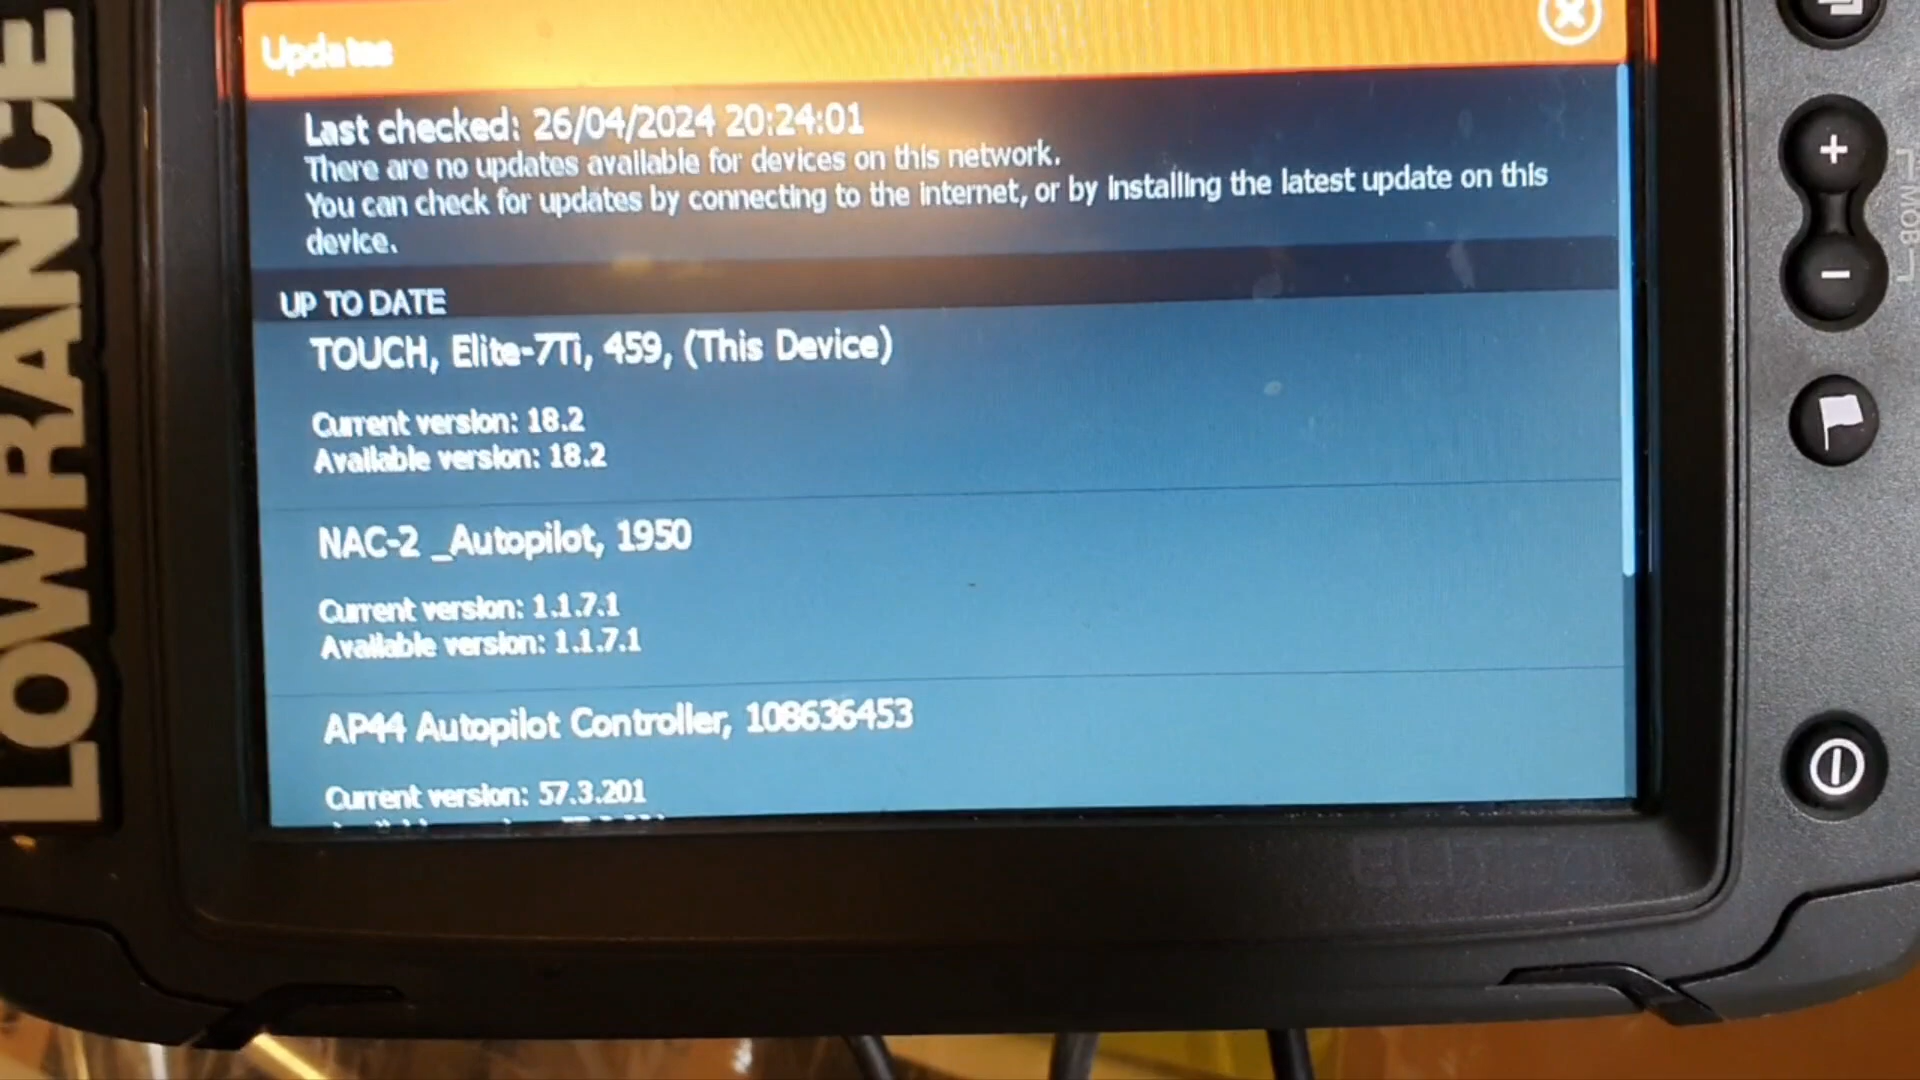 LOWRANCE
Updates
Last checked: 26/04/2024 20:24:01
There are no updates available for devices on this network.
You can check for updates by connecting to the internet, or by installing the latest update on this
device.
UP TO DATE
TOUCH, Elite-7Ti, 459, (This Device)
Current version: 18.2
Available version: 18.2
NAC-2 _Autopilot, 1950
Current version: 1.1.7.1
Available version: 1.1.7.1
AP44 Autopilot Controller, 108636453
Current version: 57.3.201
+
MOB
−